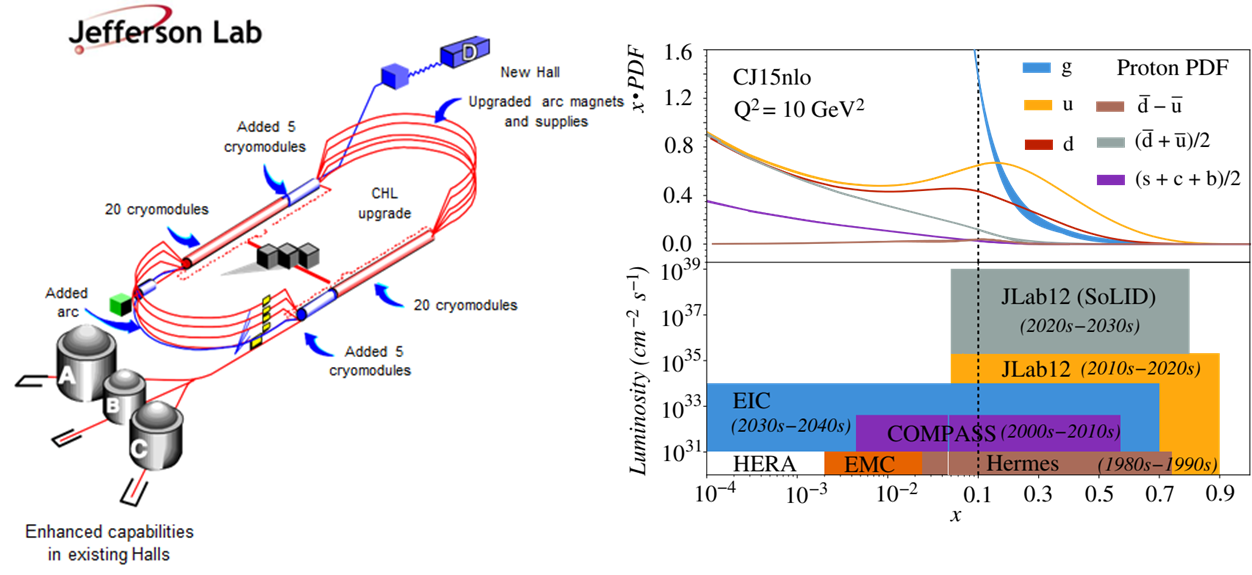 Jefferson Lab
D
New Hall
Upgraded arc magnets
and supplies
Added 5
cryomodules
CHL
upgrade
20 cryomodules
Added
arc
20 cryomodules
Added 5
cryomodules
A
B
C
Enhanced capabilities
in existing Halls
x•PDF
1.6
1.2
0.8
0.4
0.0
CJ15nlo
Q² = 10 GeV²
g
Proton PDF
u
d̅ − u̅
d
(d̅ + u̅)/2
(s + c + b)/2
Luminosity (cm⁻² s⁻¹)
10³⁹
10³⁷
10³⁵
10³³
10³¹
JLab12 (SoLID)
(2020s−2030s)
JLab12 (2010s−2020s)
EIC
(2030s−2040s)
COMPASS (2000s−2010s)
HERA
EMC
Hermes
(1980s−1990s)
10⁻⁴
10⁻³
10⁻²
0.1
0.3
0.5
0.7
0.9
x